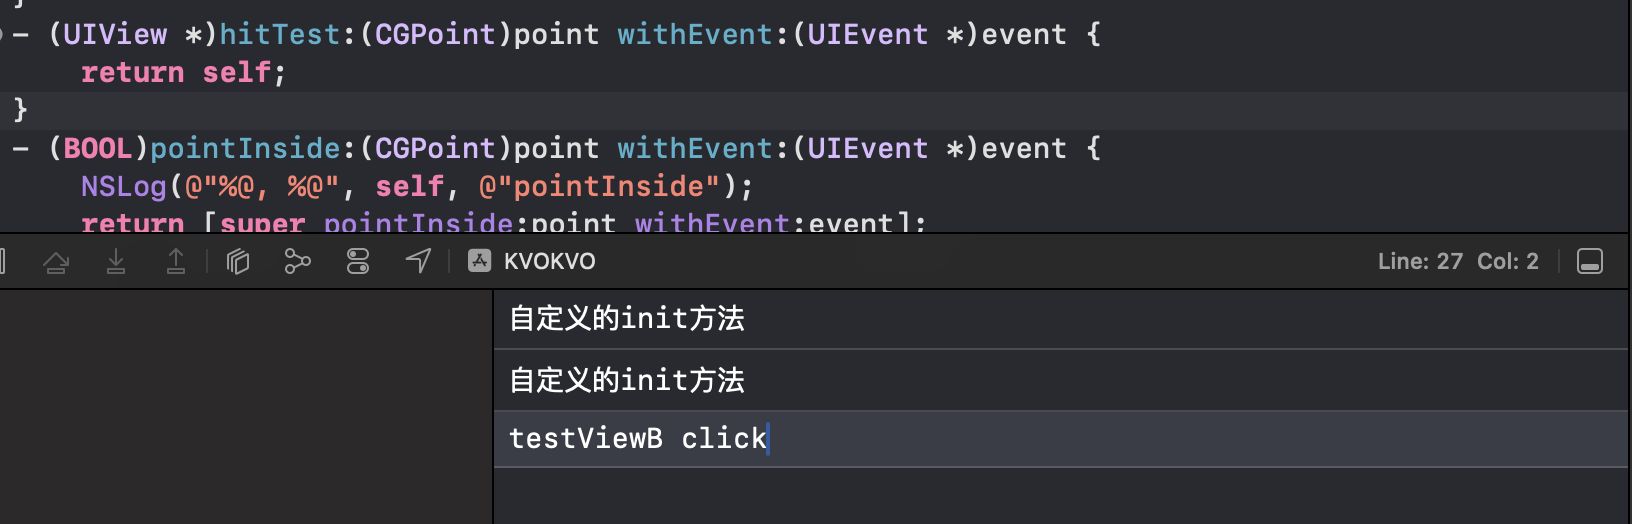 }
- (UIView *)hitTest:(CGPoint)point withEvent:(UIEvent *)event {
return self;
}
- (BOOL)pointInside:(CGPoint)point withEvent:(UIEvent *)event {
NSLog(@"%@, %@", self, @"pointInside");
return [super pointInside:point withEvent:event];
KVOKVO
Line: 27 Col: 2
自定义的init方法
自定义的init方法
testViewB click